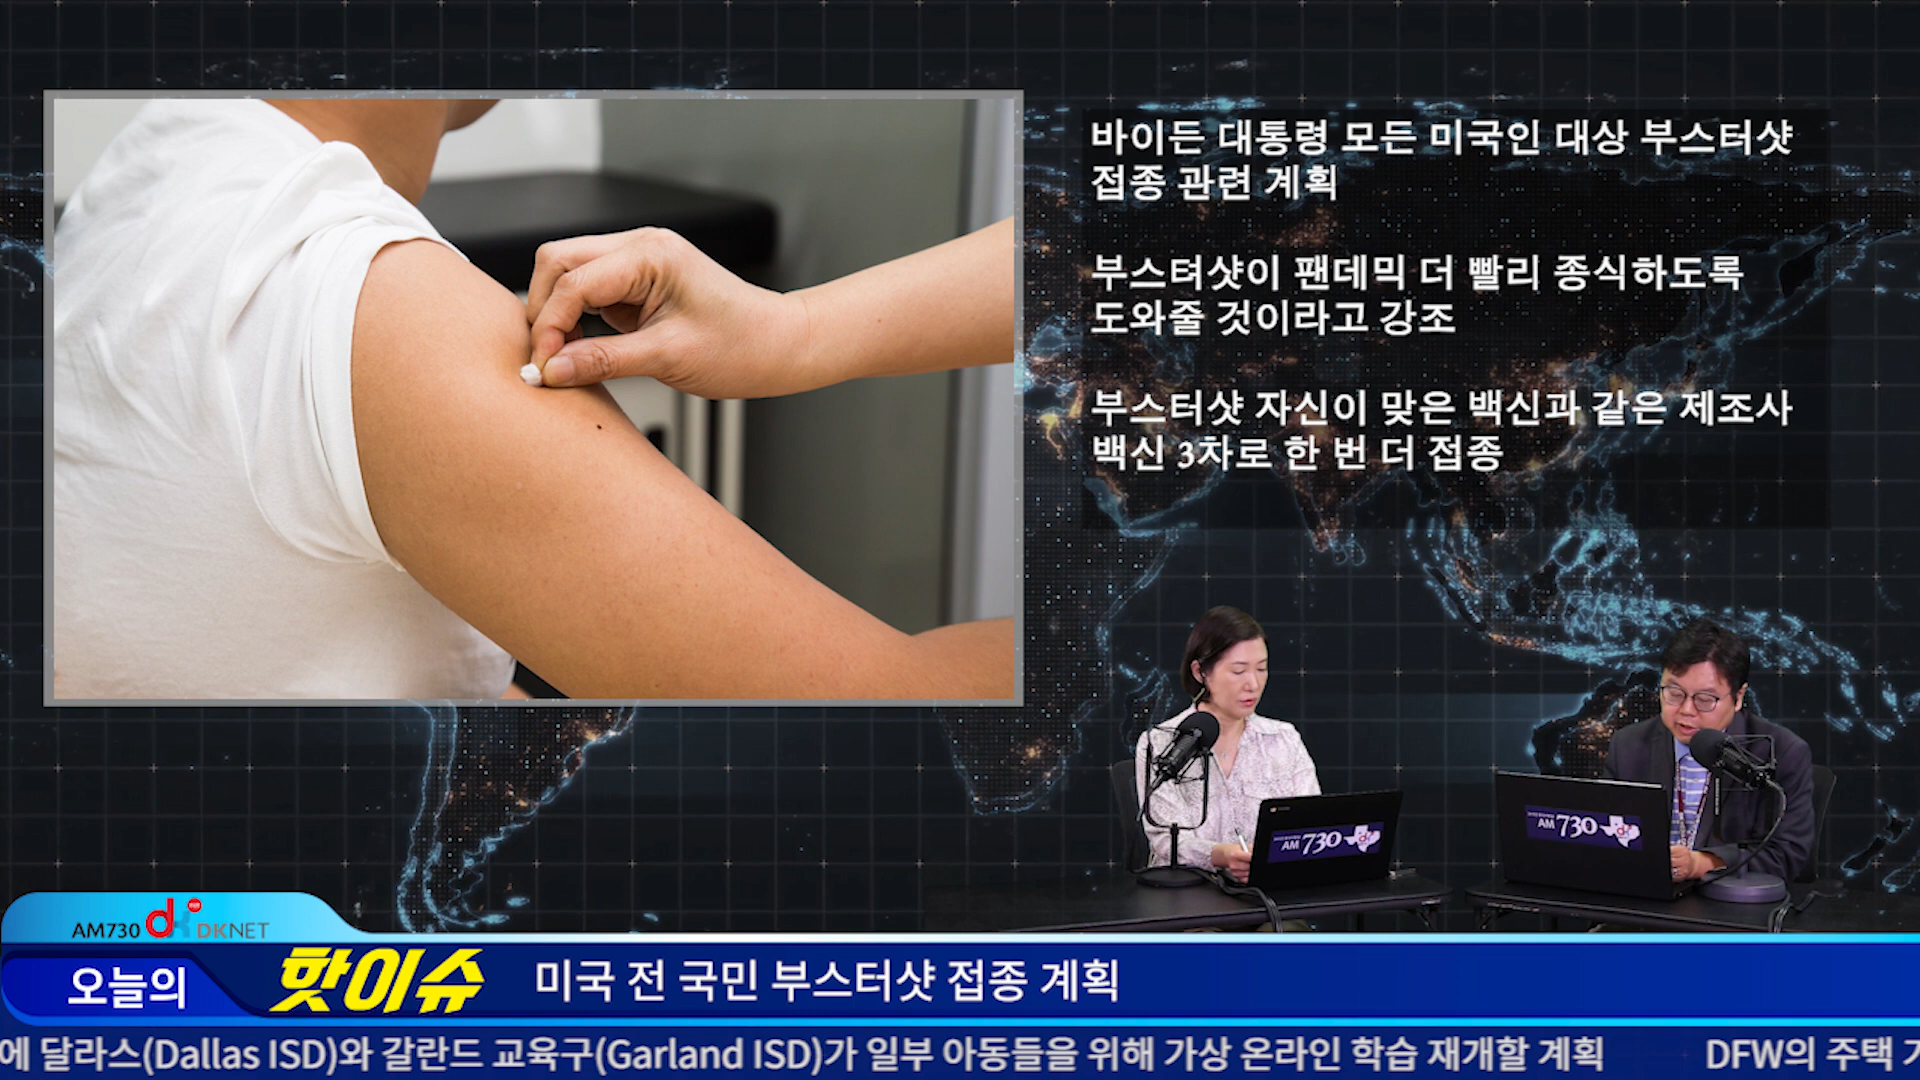 바이든 대통령 모든 미국인 대상 부스터샷
접종 관련 계획
부스텨샷이 팬데믹 더 빨리 종식하도록
도와줄 것이라고 강조
부스터샷 자신이 맞은 백신과 같은 제조사
백신 3차로 한 번 더 접종
AM 730 dk
AM 730 dk
AM730 dk DKNET
오늘의 핫이슈 미국 전 국민 부스터샷 접종 계획
에 달라스(Dallas ISD)와 갈란드 교육구(Garland ISD)가 일부 아동들을 위해 가상 온라인 학습 재개할 계획 DFW의 주택